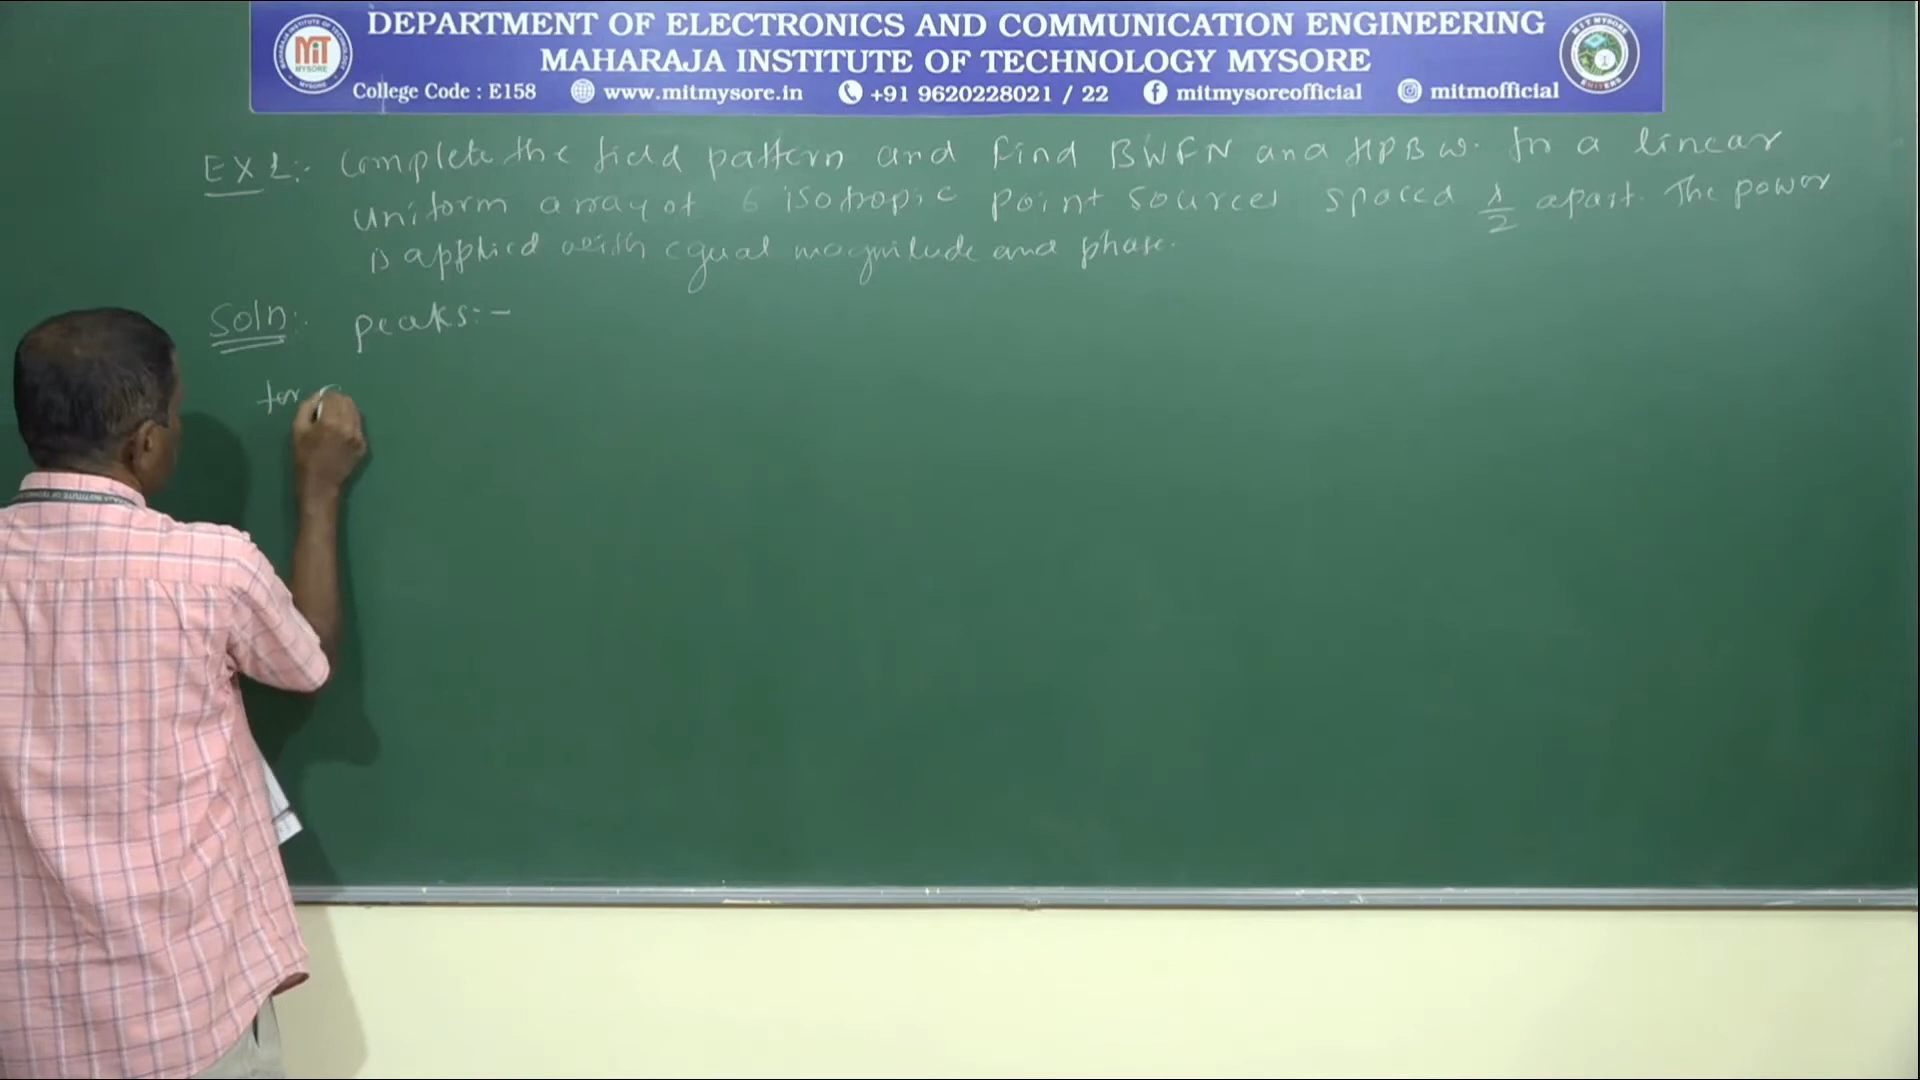 DEPARTMENT OF ELECTRONICS AND COMMUNICATION ENGINEERING
MAHARAJA INSTITUTE OF TECHNOLOGY MYSORE
College Code : E158 www.mitmysore.in +91 9620228021 / 22 mitmysoreofficial mitmofficial
MIT
MYSORE
EX 2:- Complete the field pattern and find BWFN and HPBW. for a linear
uniform array of 6 isotropic point sources spaced λ/2 apart. The power
is applied with equal magnitude and phase.
Soln:- peaks:-
for